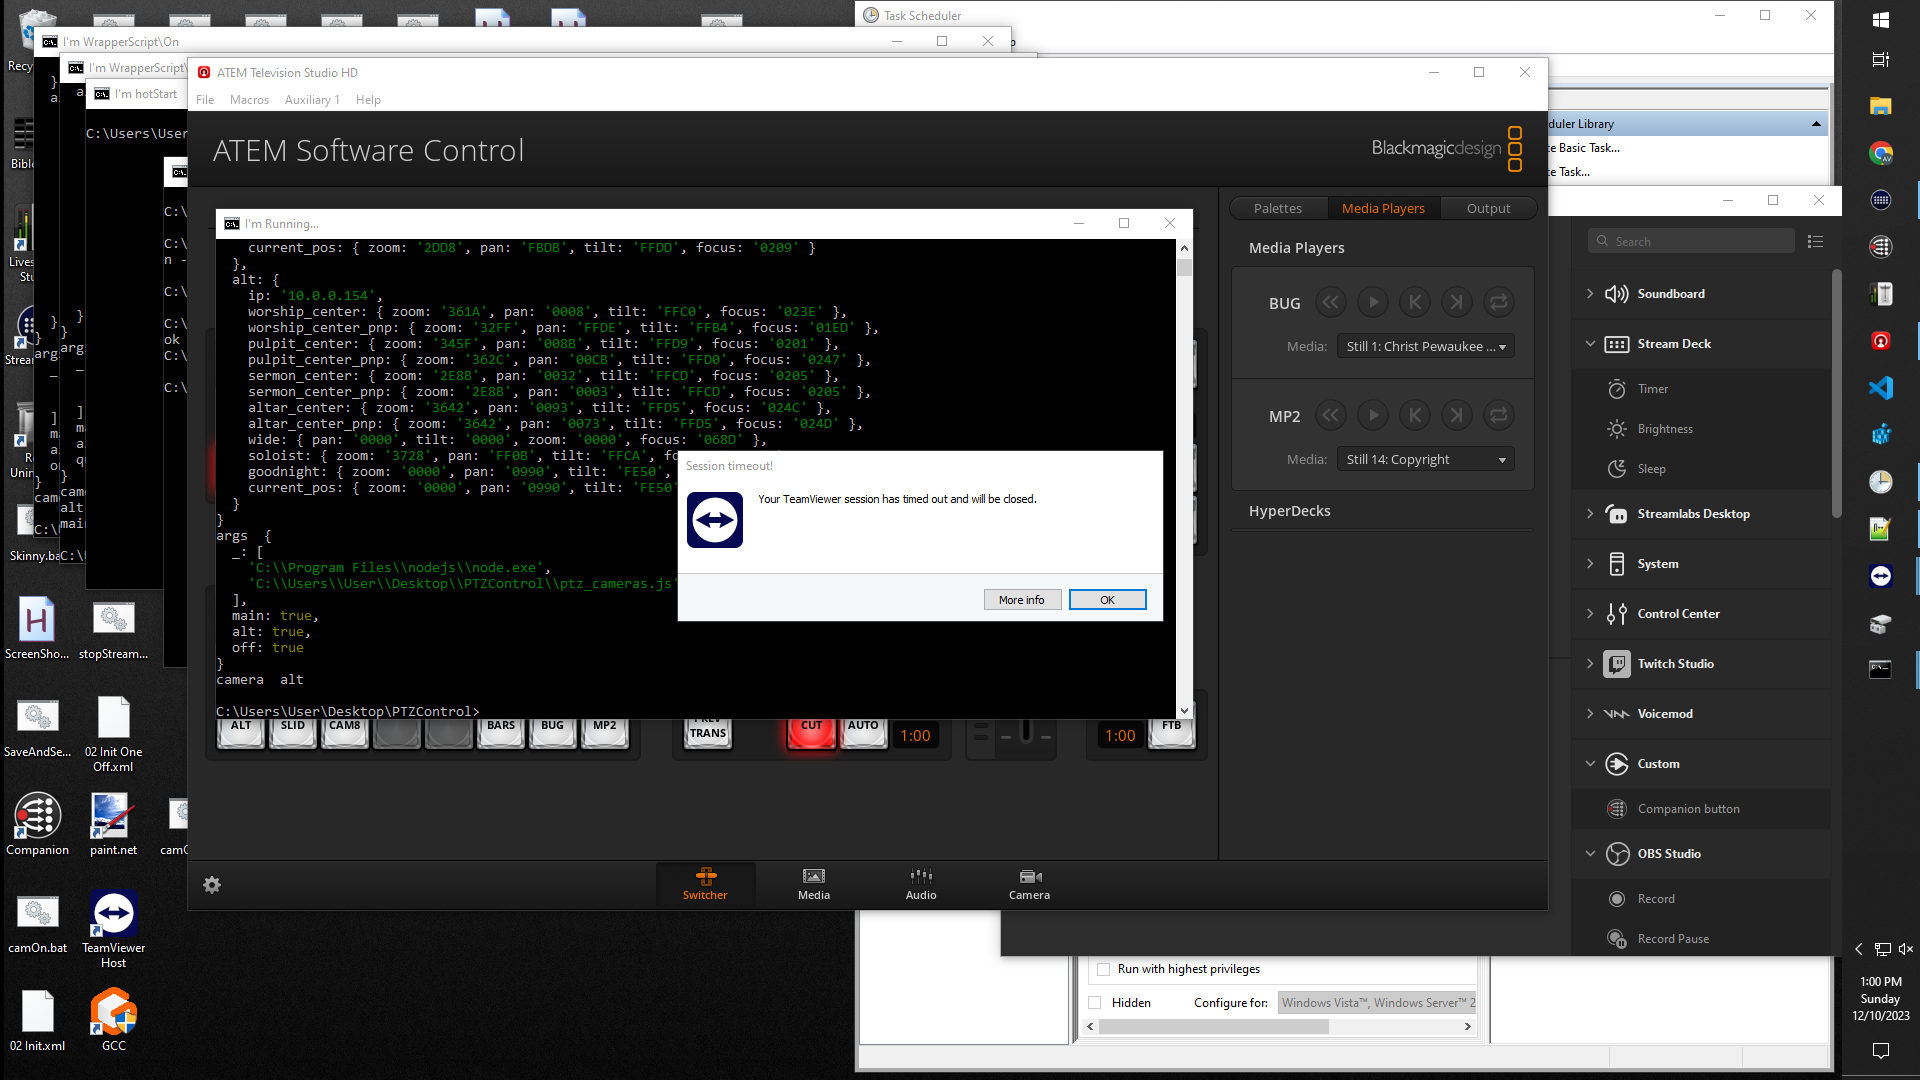 Task Scheduler
I'm WrapperScript\On
I'm WrapperScript\
I'm hotStart
C:\Users\User
ATEM Television Studio HD
File Macros Auxiliary 1 Help
ATEM Software Control
Blackmagicdesign
duler Library
te Basic Task...
te Task...
I'm Running...
current_pos: { zoom: '2DD8', pan: 'FBDB', tilt: 'FFDD', focus: '0209' }
},
alt: {
ip: '10.0.0.154',
worship_center: { zoom: '361A', pan: '0008', tilt: 'FFC0', focus: '023E' },
worship_center_pnp: { zoom: '32FF', pan: 'FFDE', tilt: 'FFB4', focus: '01ED' },
pulpit_center: { zoom: '345F', pan: '008B', tilt: 'FFD9', focus: '0201' },
pulpit_center_pnp: { zoom: '362C', pan: '00CB', tilt: 'FFD0', focus: '0247' },
sermon_center: { zoom: '2E8B', pan: '0032', tilt: 'FFCD', focus: '0205' },
sermon_center_pnp: { zoom: '2E8B', pan: '0003', tilt: 'FFCD', focus: '0205' },
altar_center: { zoom: '3642', pan: '0093', tilt: 'FFD5', focus: '024C' },
altar_center_pnp: { zoom: '3642', pan: '0073', tilt: 'FFD5', focus: '024D' },
wide: { pan: '0000', tilt: '0000', zoom: '0000', focus: '068D' },
soloist: { zoom: '3728', pan: 'FF0B', tilt: 'FFCA', fo
goodnight: { zoom: '0000', pan: '0990', tilt: 'FE50',
current_pos: { zoom: '0000', pan: '0990', tilt: 'FE50'
}
}
args {
_: [
'C:\\Program Files\\nodejs\\node.exe',
'C:\\Users\\User\\Desktop\\PTZControl\\ptz_cameras.js'
],
main: true,
alt: true,
off: true
}
camera alt
C:\Users\User\Desktop\PTZControl>
Session timeout!
Your TeamViewer session has timed out and will be closed.
More info OK
ALT SLID CAM8 BARS BUG MP2
PREV TRANS CUT AUTO 1:00
1:00 FTB
Palettes Media Players Output
Media Players
BUG
Media: Still 1: Christ Pewaukee ...
MP2
Media: Still 14: Copyright
HyperDecks
Switcher Media Audio Camera
Search
Soundboard
Stream Deck
Timer
Brightness
Sleep
Streamlabs Desktop
System
Control Center
Twitch Studio
Voicemod
Custom
Companion button
OBS Studio
Record
Record Pause
Run with highest privileges
Hidden Configure for: Windows Vista™, Windows Server™ 2
ScreenSho... stopStream...
SaveAndSe... 02 Init One
Off.xml
Companion paint.net
camOn.bat TeamViewer
Host
02 Init.xml GCC
Skinny.ba
1:00 PM
Sunday
12/10/2023